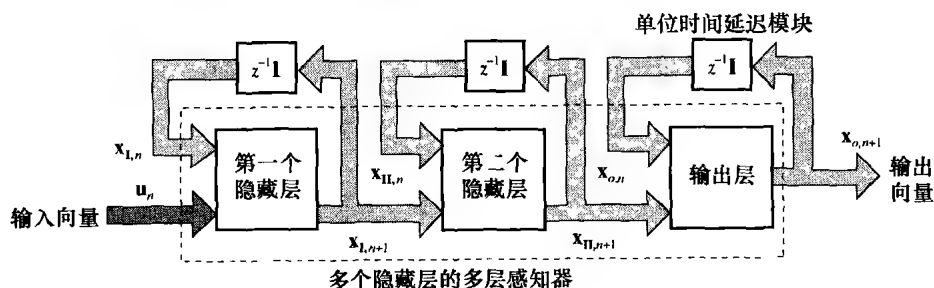 单位时间延迟模块
z⁻¹I
z⁻¹I
z⁻¹I
x_{I,n}
第一个
隐藏层
x_{II,n}
第二个
隐藏层
x_{o,n}
输出层
x_{o,n+1}
输出
向量
u_n
输入向量
x_{I,n+1}
x_{II,n+1}
多个隐藏层的多层感知器